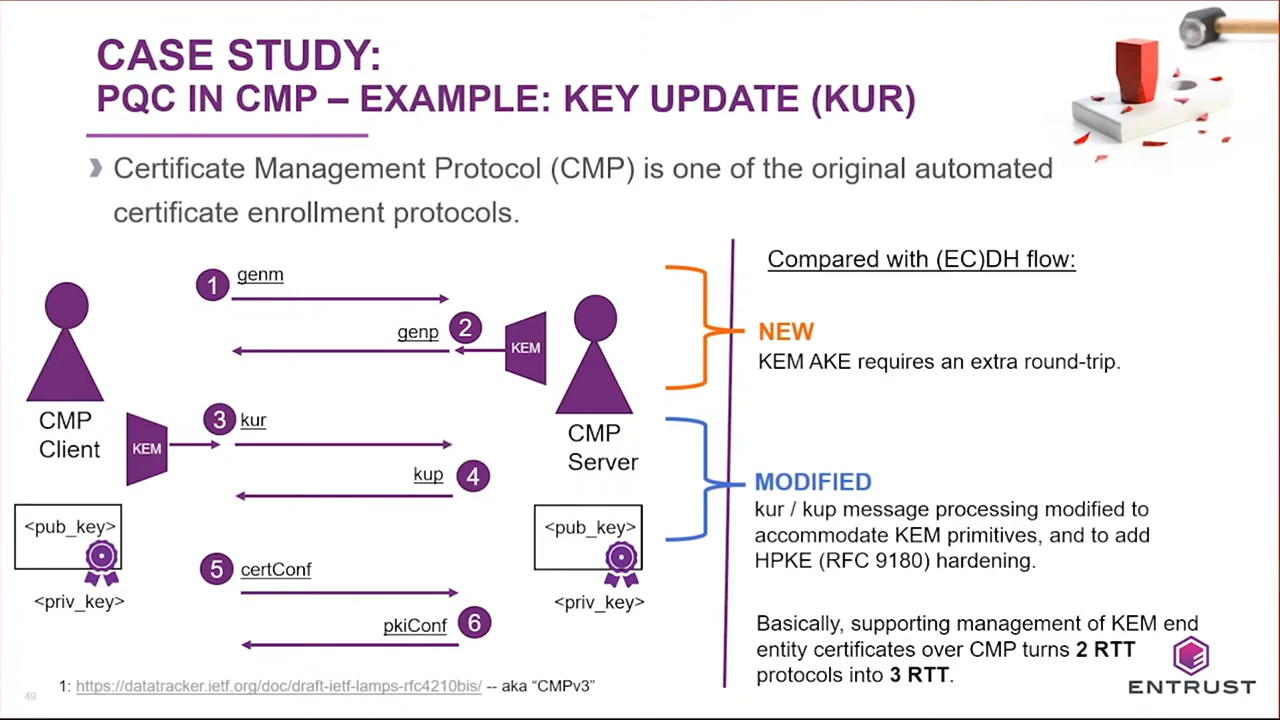 CASE STUDY:
PQC IN CMP – EXAMPLE: KEY UPDATE (KUR)
Certificate Management Protocol (CMP) is one of the original automated
certificate enrollment protocols.
1
genm
genp
2
KEM
CMP
Client
KEM
3
kur
kup
4
CMP
Server
<pub_key>
<priv_key>
<pub_key>
<priv_key>
5
certConf
pkiConf
6
Compared with (EC)DH flow:
NEW
KEM AKE requires an extra round-trip.
MODIFIED
kur / kup message processing modified to
accommodate KEM primitives, and to add
HPKE (RFC 9180) hardening.
Basically, supporting management of KEM end
entity certificates over CMP turns 2 RTT
protocols into 3 RTT.
ENTRUST
49
1: https://datatracker.ietf.org/doc/draft-ietf-lamps-rfc4210bis/ -- aka “CMPv3”